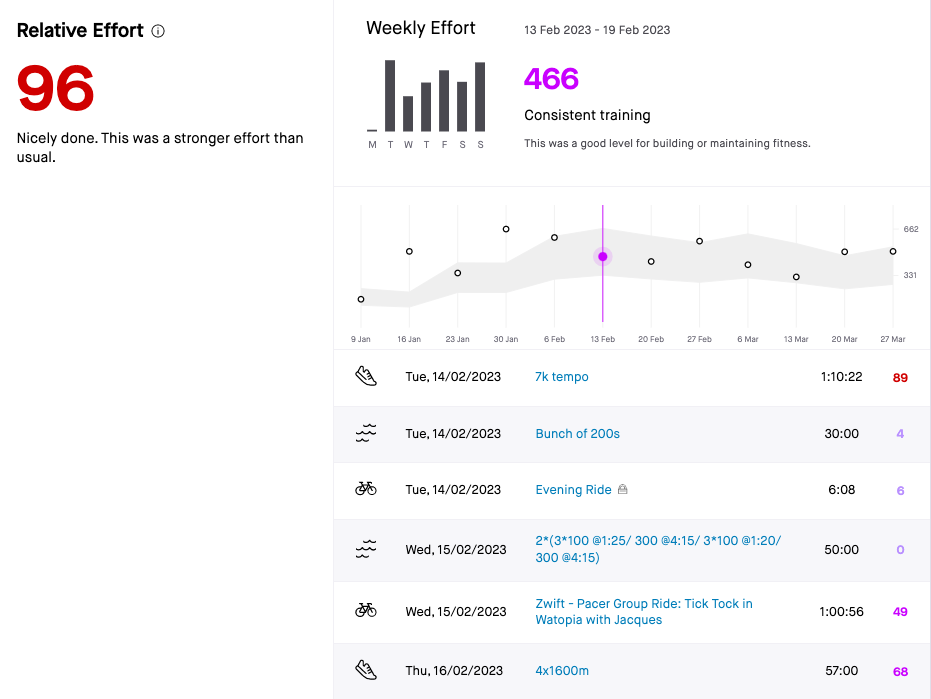 Relative Effort
96
Nicely done. This was a stronger effort than
usual.
Weekly Effort
M T W T F S S
13 Feb 2023 - 19 Feb 2023
466
Consistent training
This was a good level for building or maintaining fitness.
662
331
9 Jan 16 Jan 23 Jan 30 Jan 6 Feb 13 Feb 20 Feb 27 Feb 6 Mar 13 Mar 20 Mar 27 Mar
Tue, 14/02/2023 7k tempo 1:10:22 89
Tue, 14/02/2023 Bunch of 200s 30:00 4
Tue, 14/02/2023 Evening Ride 6:08 6
Wed, 15/02/2023 2*(3*100 @1:25/ 300 @4:15/ 3*100 @1:20/ 50:00 0
300 @4:15)
Wed, 15/02/2023 Zwift - Pacer Group Ride: Tick Tock in 1:00:56 49
Watopia with Jacques
Thu, 16/02/2023 4x1600m 57:00 68